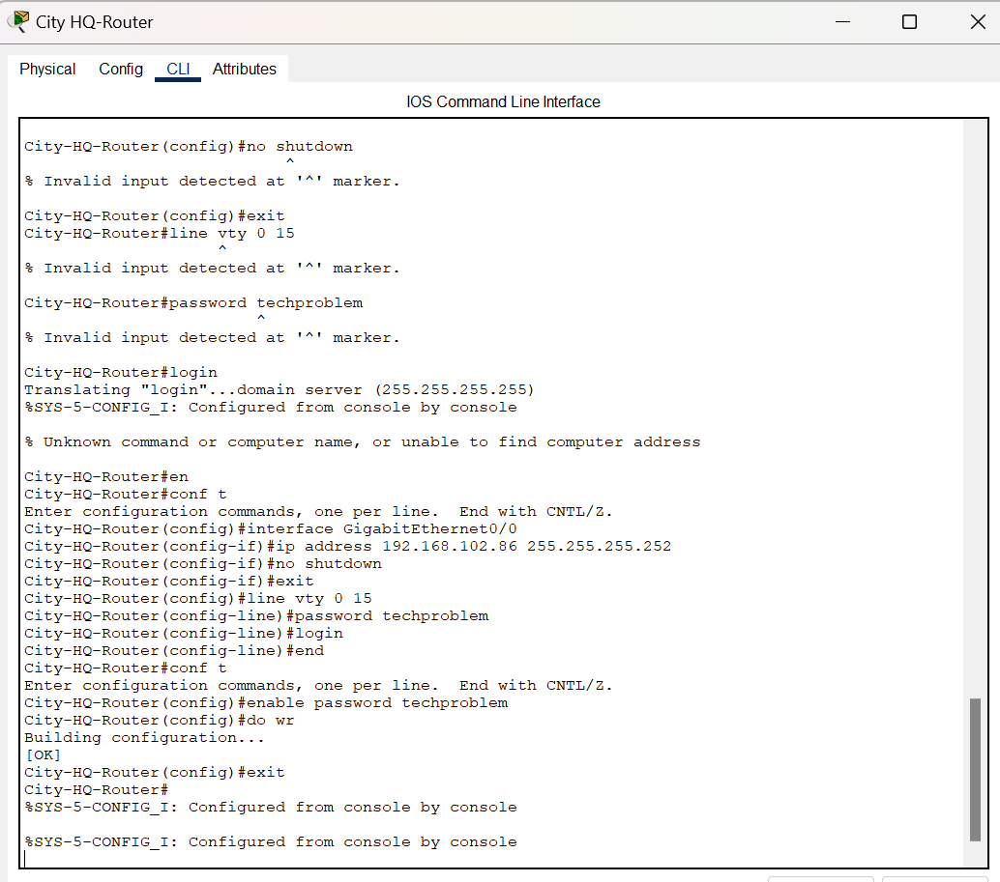 City HQ-Router
Physical Config CLI Attributes
IOS Command Line Interface
City-HQ-Router(config)#no shutdown
^
% Invalid input detected at '^' marker.
City-HQ-Router(config)#exit
City-HQ-Router#line vty 0 15
^
% Invalid input detected at '^' marker.
City-HQ-Router#password techproblem
^
% Invalid input detected at '^' marker.
City-HQ-Router#login
Translating "login"...domain server (255.255.255.255)
%SYS-5-CONFIG_I: Configured from console by console
% Unknown command or computer name, or unable to find computer address
City-HQ-Router#en
City-HQ-Router#conf t
Enter configuration commands, one per line.  End with CNTL/Z.
City-HQ-Router(config)#interface GigabitEthernet0/0
City-HQ-Router(config-if)#ip address 192.168.102.86 255.255.255.252
City-HQ-Router(config-if)#no shutdown
City-HQ-Router(config-if)#exit
City-HQ-Router(config)#line vty 0 15
City-HQ-Router(config-line)#password techproblem
City-HQ-Router(config-line)#login
City-HQ-Router(config-line)#end
City-HQ-Router#conf t
Enter configuration commands, one per line.  End with CNTL/Z.
City-HQ-Router(config)#enable password techproblem
City-HQ-Router(config)#do wr
Building configuration...
[OK]
City-HQ-Router(config)#exit
City-HQ-Router#
%SYS-5-CONFIG_I: Configured from console by console
%SYS-5-CONFIG_I: Configured from console by console